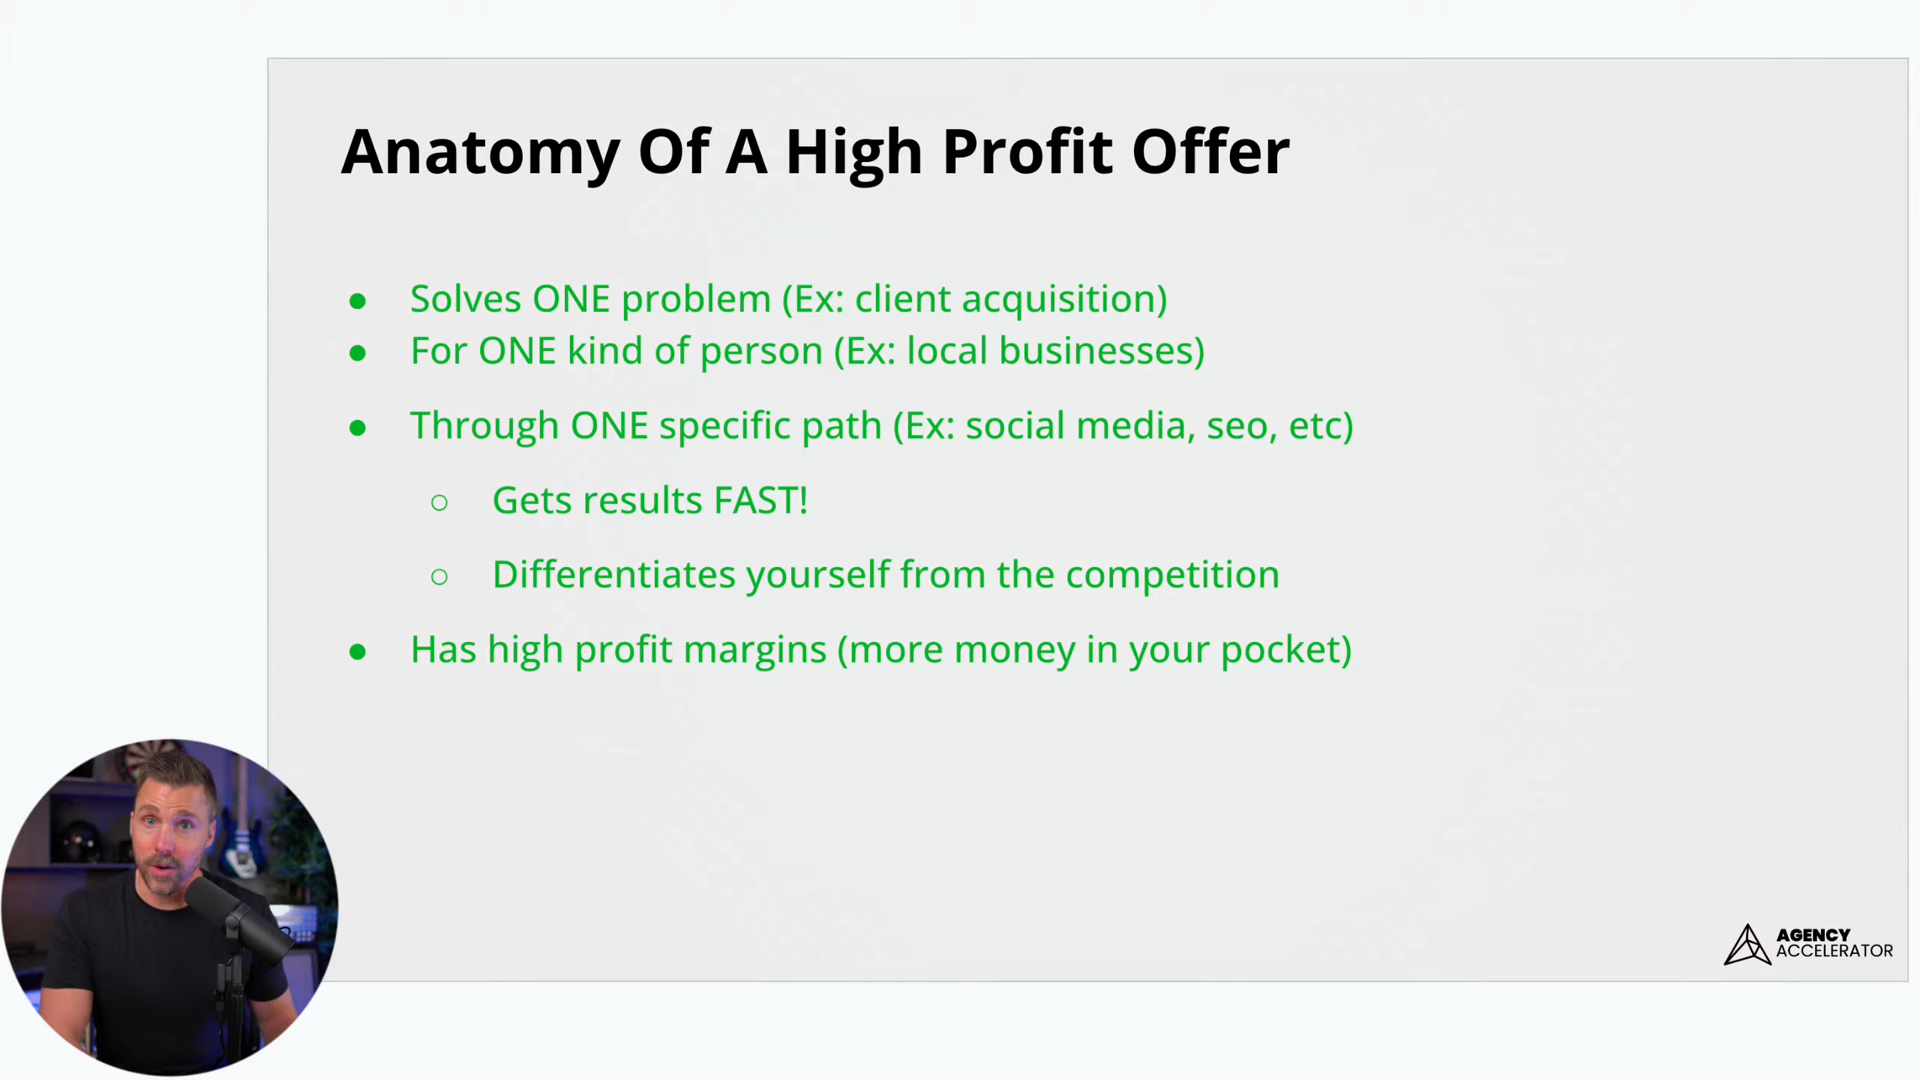 Anatomy Of A High Profit Offer
● Solves ONE problem (Ex: client acquisition)
● For ONE kind of person (Ex: local businesses)
● Through ONE specific path (Ex: social media, seo, etc)
○ Gets results FAST!
○ Differentiates yourself from the competition
● Has high profit margins (more money in your pocket)
AGENCY
ACCELERATOR